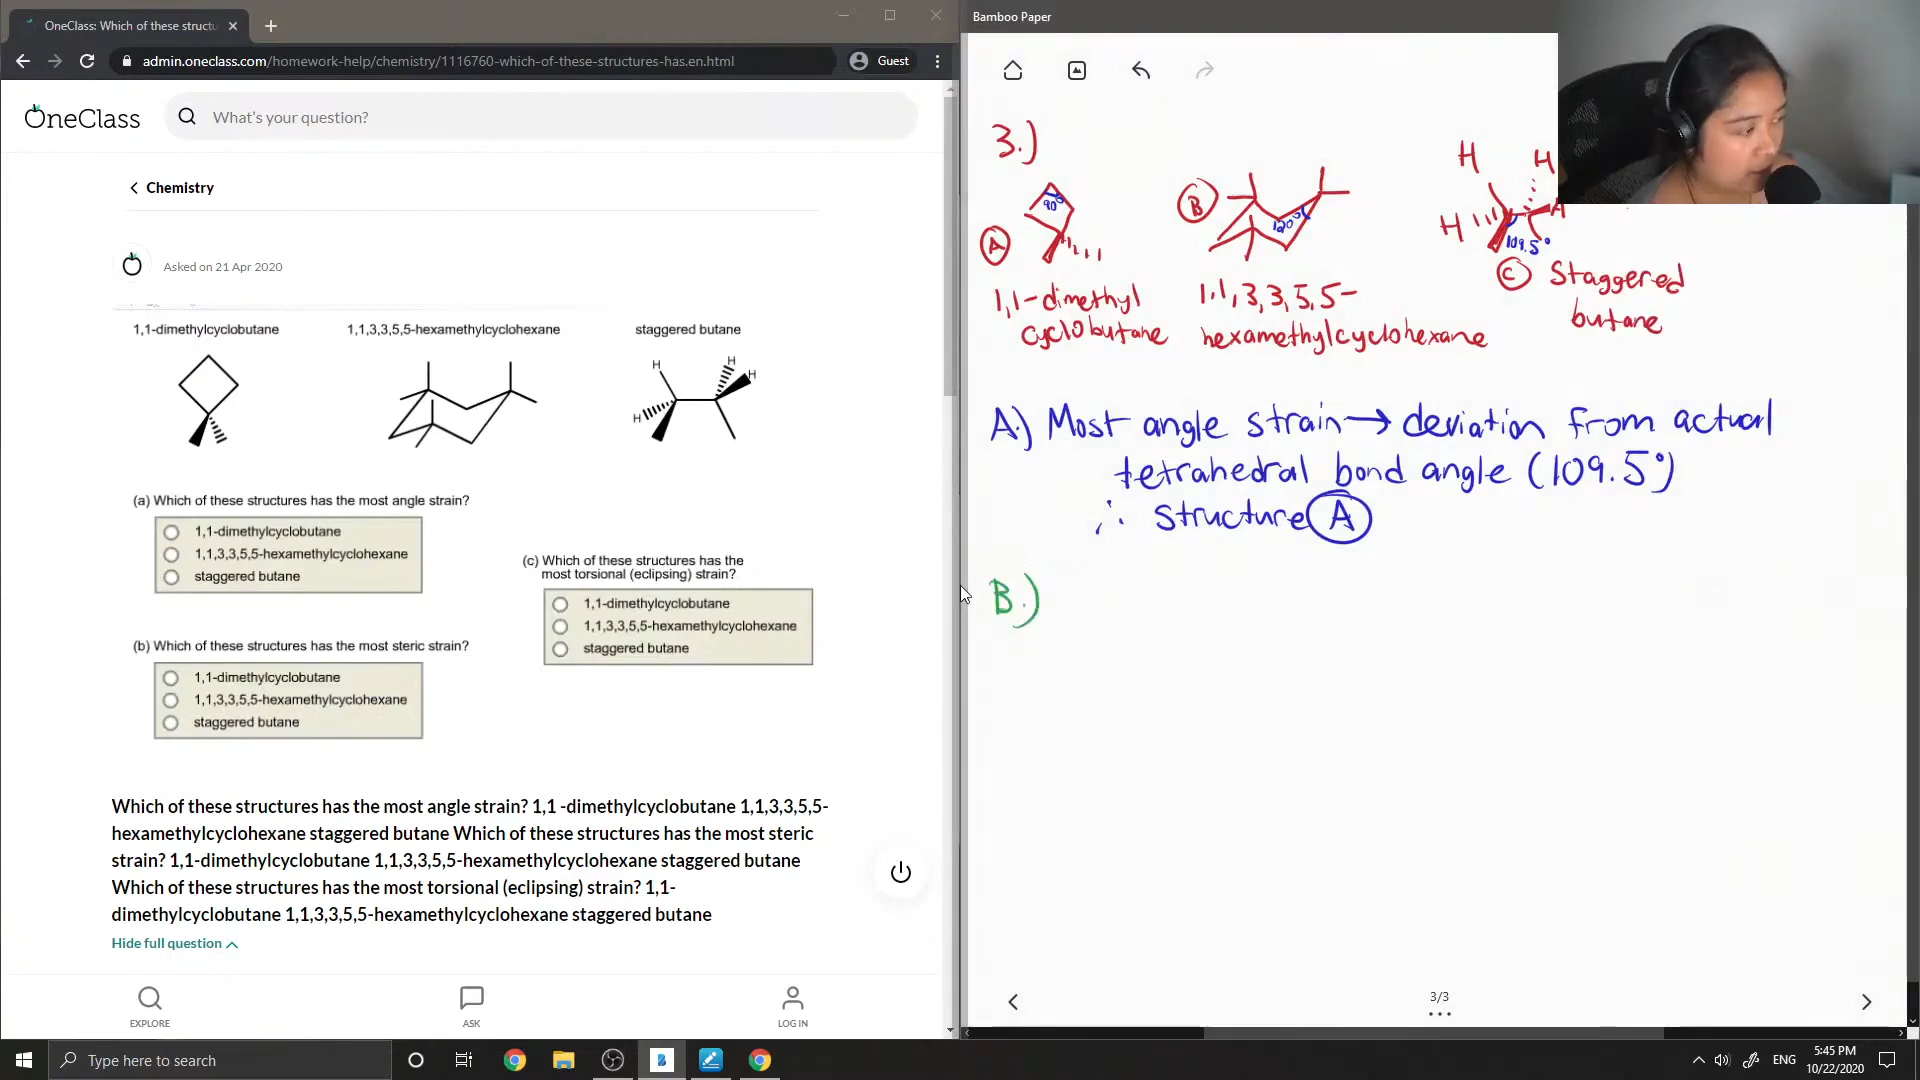 OneClass: Which of these structu
admin.oneclass.com/homework-help/chemistry/1116760-which-of-these-structures-has.en.html
Guest
OneClass
What's your question?
Chemistry
Asked on 21 Apr 2020
1,1-dimethylcyclobutane
1,1,3,3,5,5-hexamethylcyclohexane
staggered butane
H
H
H
H
(a) Which of these structures has the most angle strain?
1,1-dimethylcyclobutane
1,1,3,3,5,5-hexamethylcyclohexane
staggered butane
(b) Which of these structures has the most steric strain?
1,1-dimethylcyclobutane
1,1,3,3,5,5-hexamethylcyclohexane
staggered butane
(c) Which of these structures has the
most torsional (eclipsing) strain?
1,1-dimethylcyclobutane
1,1,3,3,5,5-hexamethylcyclohexane
staggered butane
Which of these structures has the most angle strain? 1,1 -dimethylcyclobutane 1,1,3,3,5,5-
hexamethylcyclohexane staggered butane Which of these structures has the most steric
strain? 1,1-dimethylcyclobutane 1,1,3,3,5,5-hexamethylcyclohexane staggered butane
Which of these structures has the most torsional (eclipsing) strain? 1,1-
dimethylcyclobutane 1,1,3,3,5,5-hexamethylcyclohexane staggered butane
Hide full question
EXPLORE
ASK
LOG IN
Bamboo Paper
3.)
A
90°
B
120°
H
H
H
109.5°
1,1-dimethyl
cyclobutane
1,1,3,3,5,5-
hexamethylcyclohexane
C Staggered
butane
A.) Most angle strain → deviation from actual
tetrahedral bond angle (109.5°)
∴ structure A
B.)
3/3
Type here to search
ENG
5:45 PM
10/22/2020